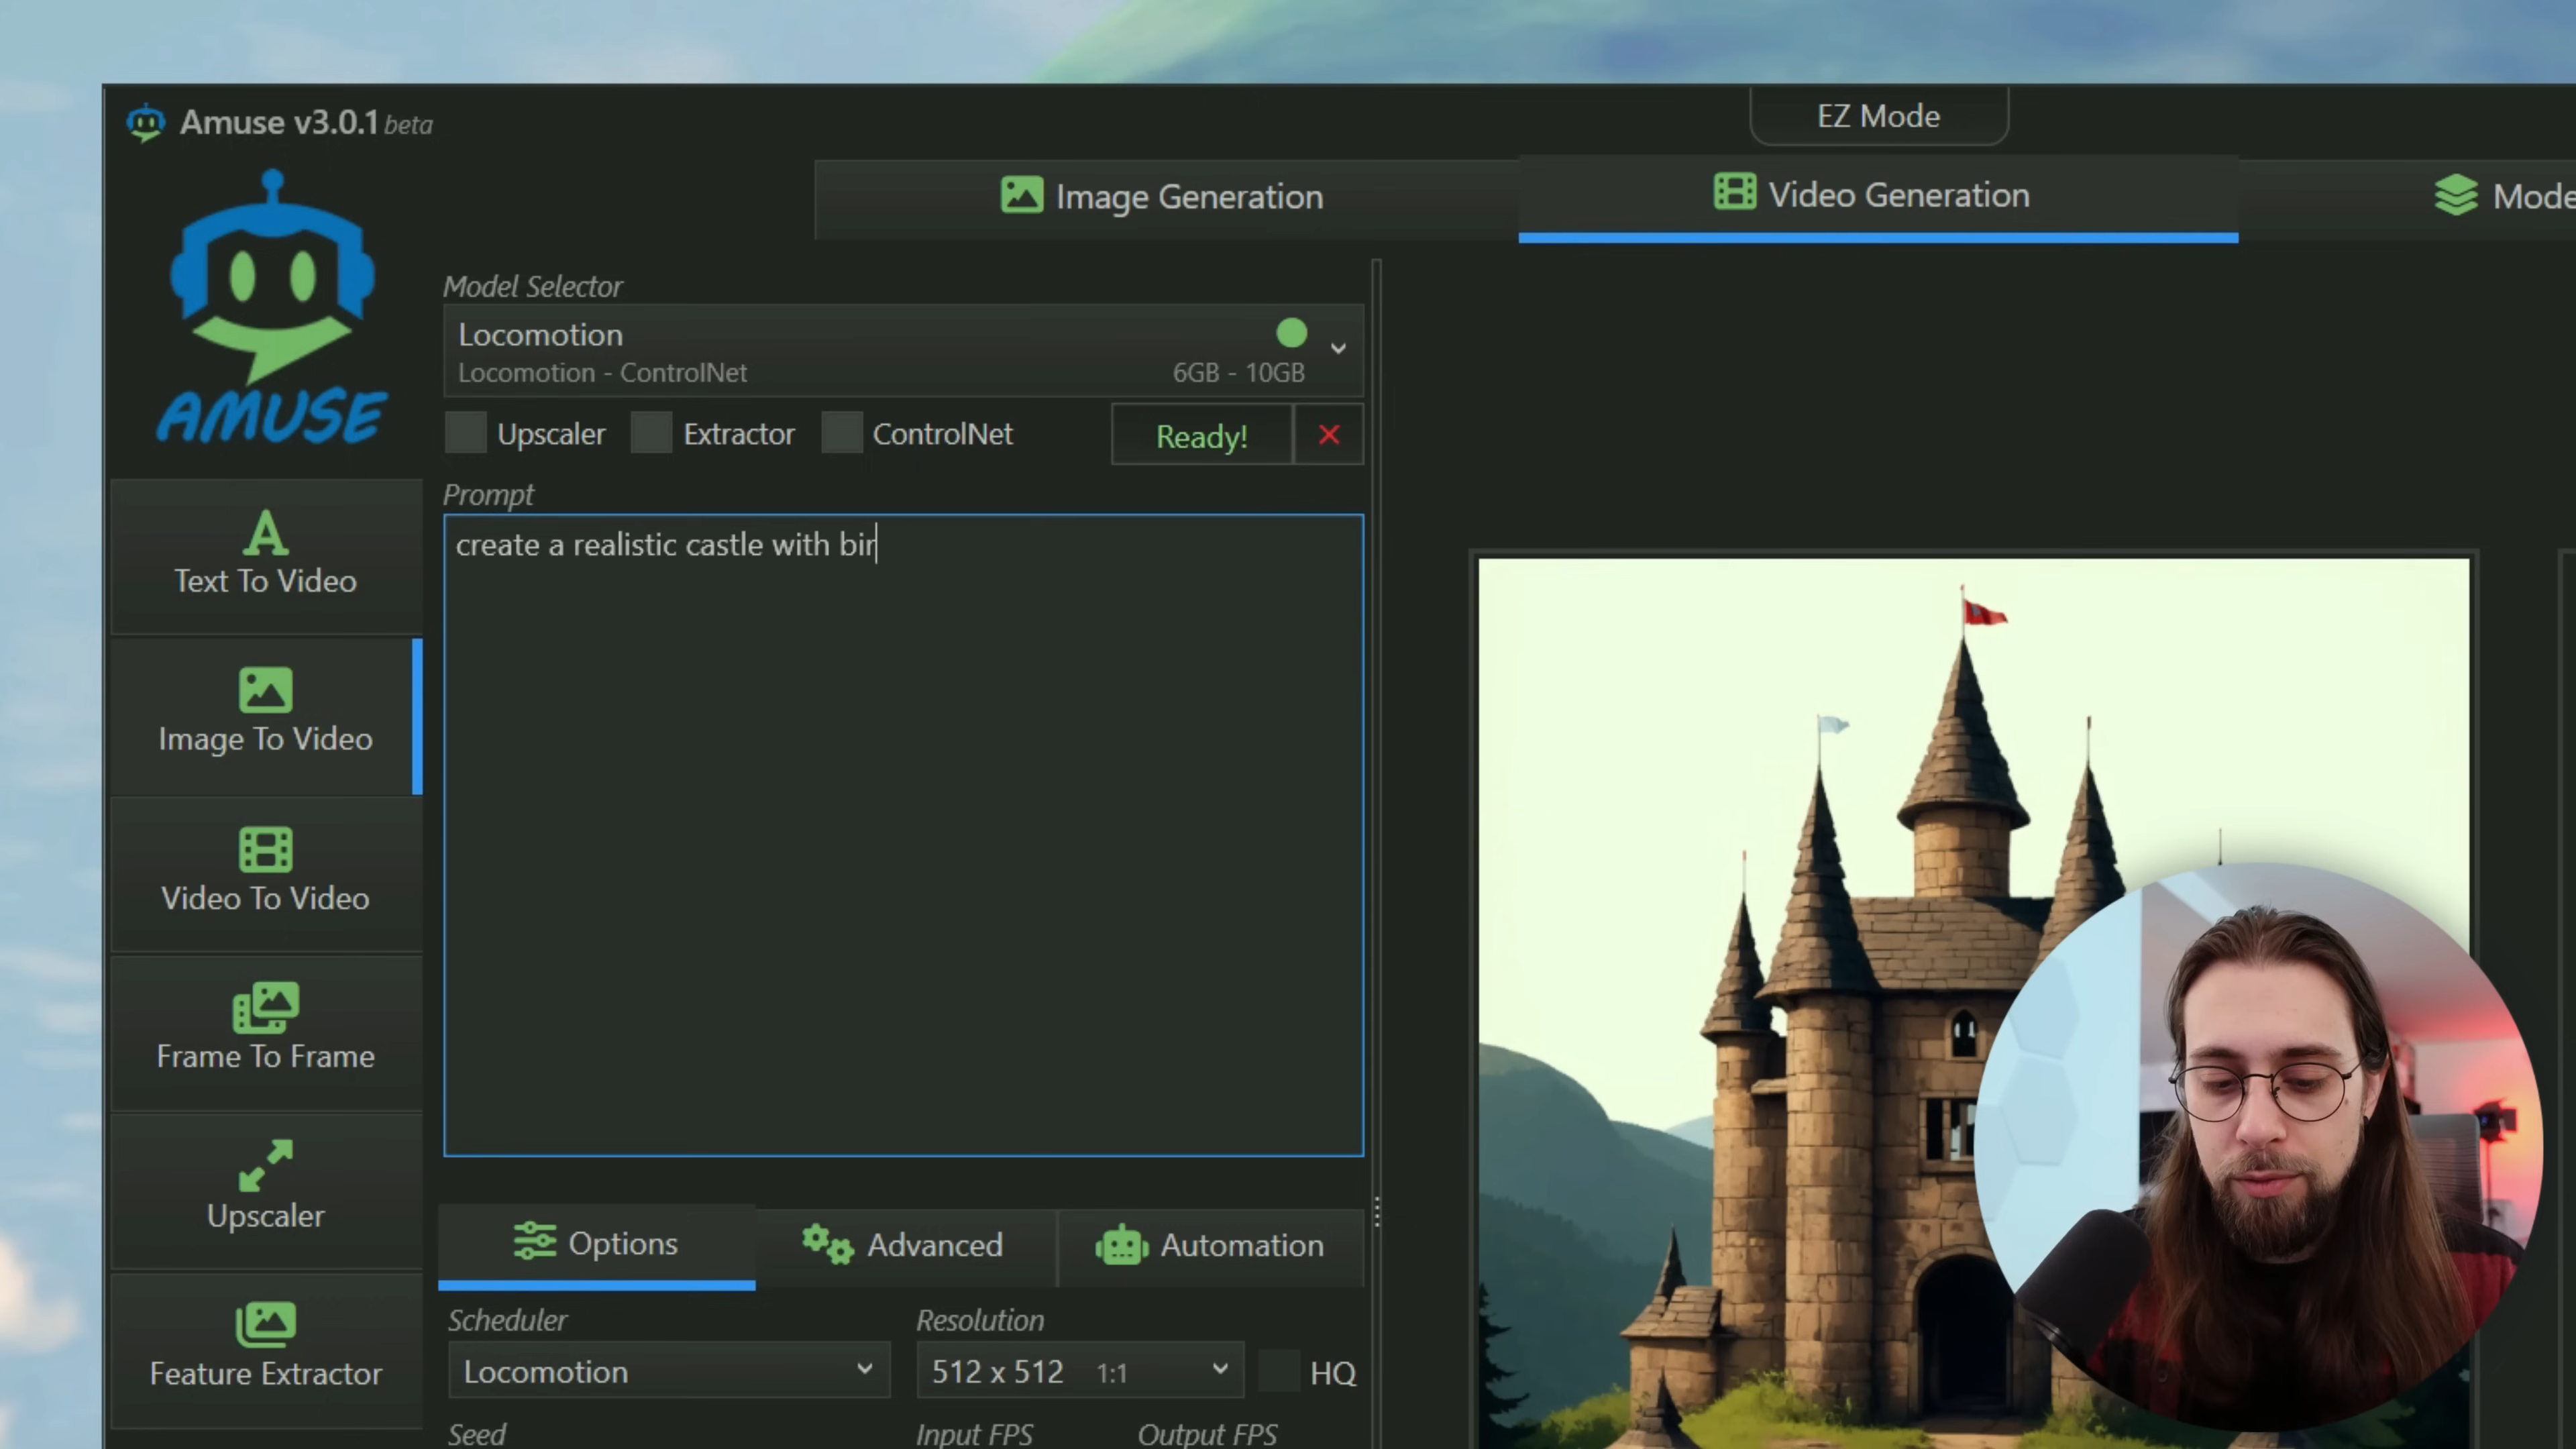 Amuse v3.0.1 beta
EZ Mode
Image Generation
Video Generation
AMUSE
Model Selector
Locomotion
Locomotion - ControlNet
6GB - 10GB
Upscaler
Extractor
ControlNet
Ready!
Prompt
create a realistic castle with bir
Text To Video
Image To Video
Video To Video
Frame To Frame
Upscaler
Feature Extractor
Options
Advanced
Automation
Scheduler
Resolution
Locomotion
512 x 512 1:1
HQ
Seed
Input FPS
Output FPS